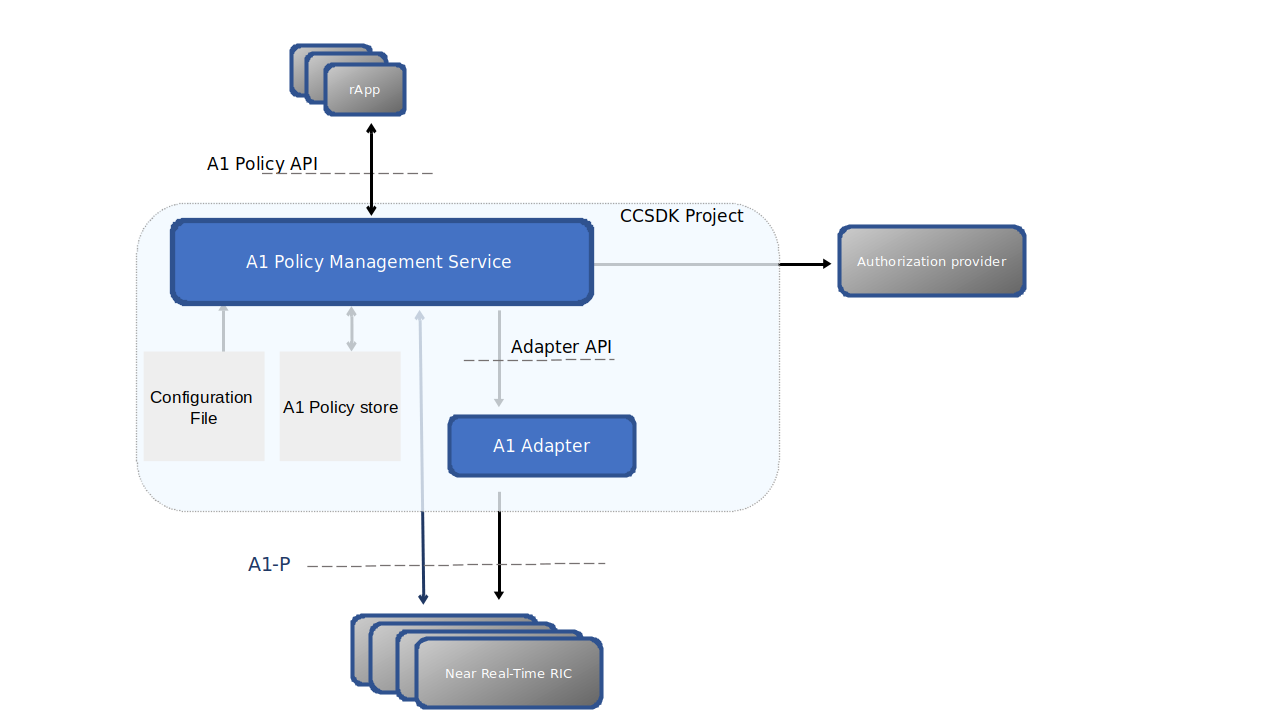 rApp
A1 Policy API
CCSDK Project
A1 Policy Management Service
Authorization provider
Adapter API
Configuration
File
A1 Policy store
A1 Adapter
A1-P
Near Real-Time RIC